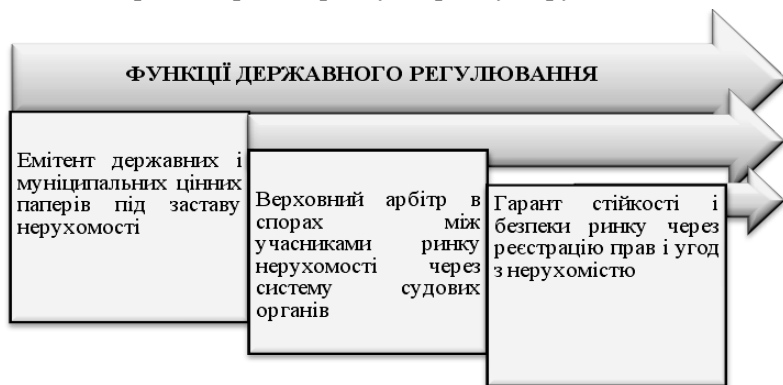 ФУНКЦІЇ ДЕРЖАВНОГО РЕГУЛЮВАННЯ
Емітент державних і
муніципальних цінних
паперів під заставу
нерухомості
Верховний арбітр в
спорах між
учасниками ринку
нерухомості через
систему судових
органів
Гарант стійкості і
безпеки ринку через
реєстрацію прав і угод
з нерухомістю